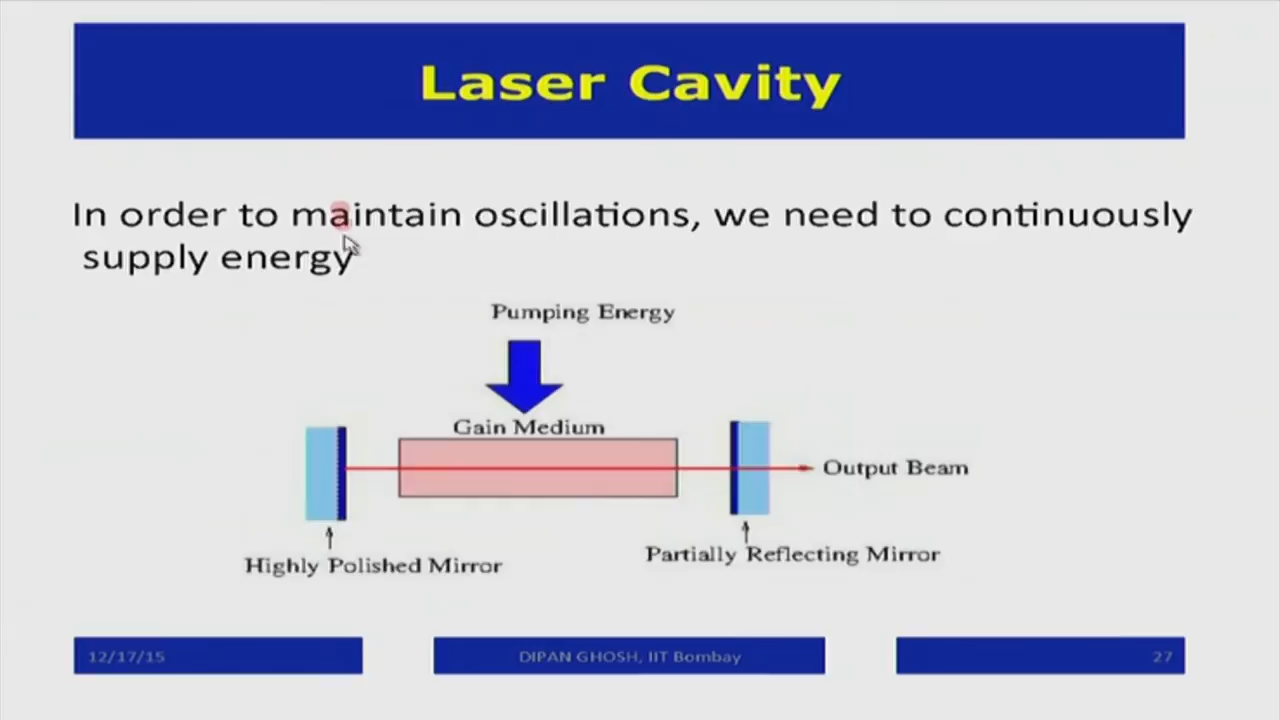 Laser Cavity
In order to maintain oscillations, we need to continuously
supply energy
Pumping Energy
Gain Medium
Output Beam
Highly Polished Mirror
Partially Reflecting Mirror
12/17/15
DIPAN GHOSH, IIT Bombay
27